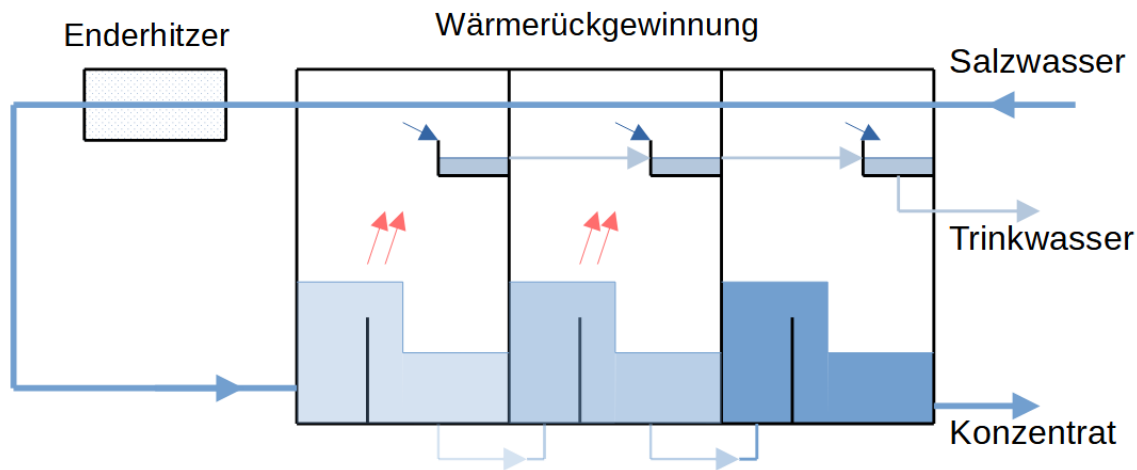 Wärmerückgewinnung
Enderhitzer
Salzwasser
Trinkwasser
Konzentrat